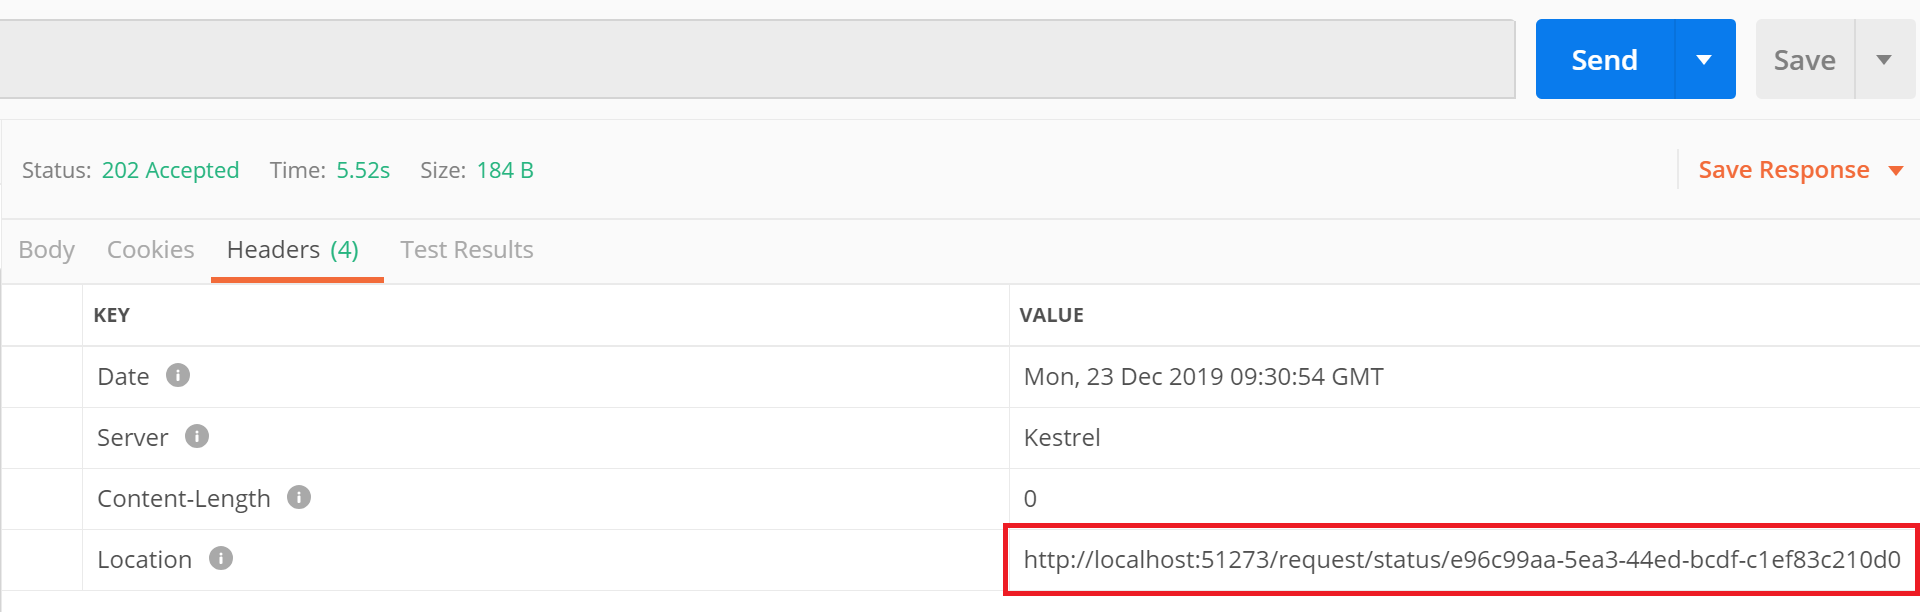 Send Save
Status: 202 Accepted Time: 5.52s Size: 184 B Save Response
Body Cookies Headers (4) Test Results
KEY VALUE
Date Mon, 23 Dec 2019 09:30:54 GMT
Server Kestrel
Content-Length 0
Location http://localhost:51273/request/status/e96c99aa-5ea3-44ed-bcdf-c1ef83c210d0